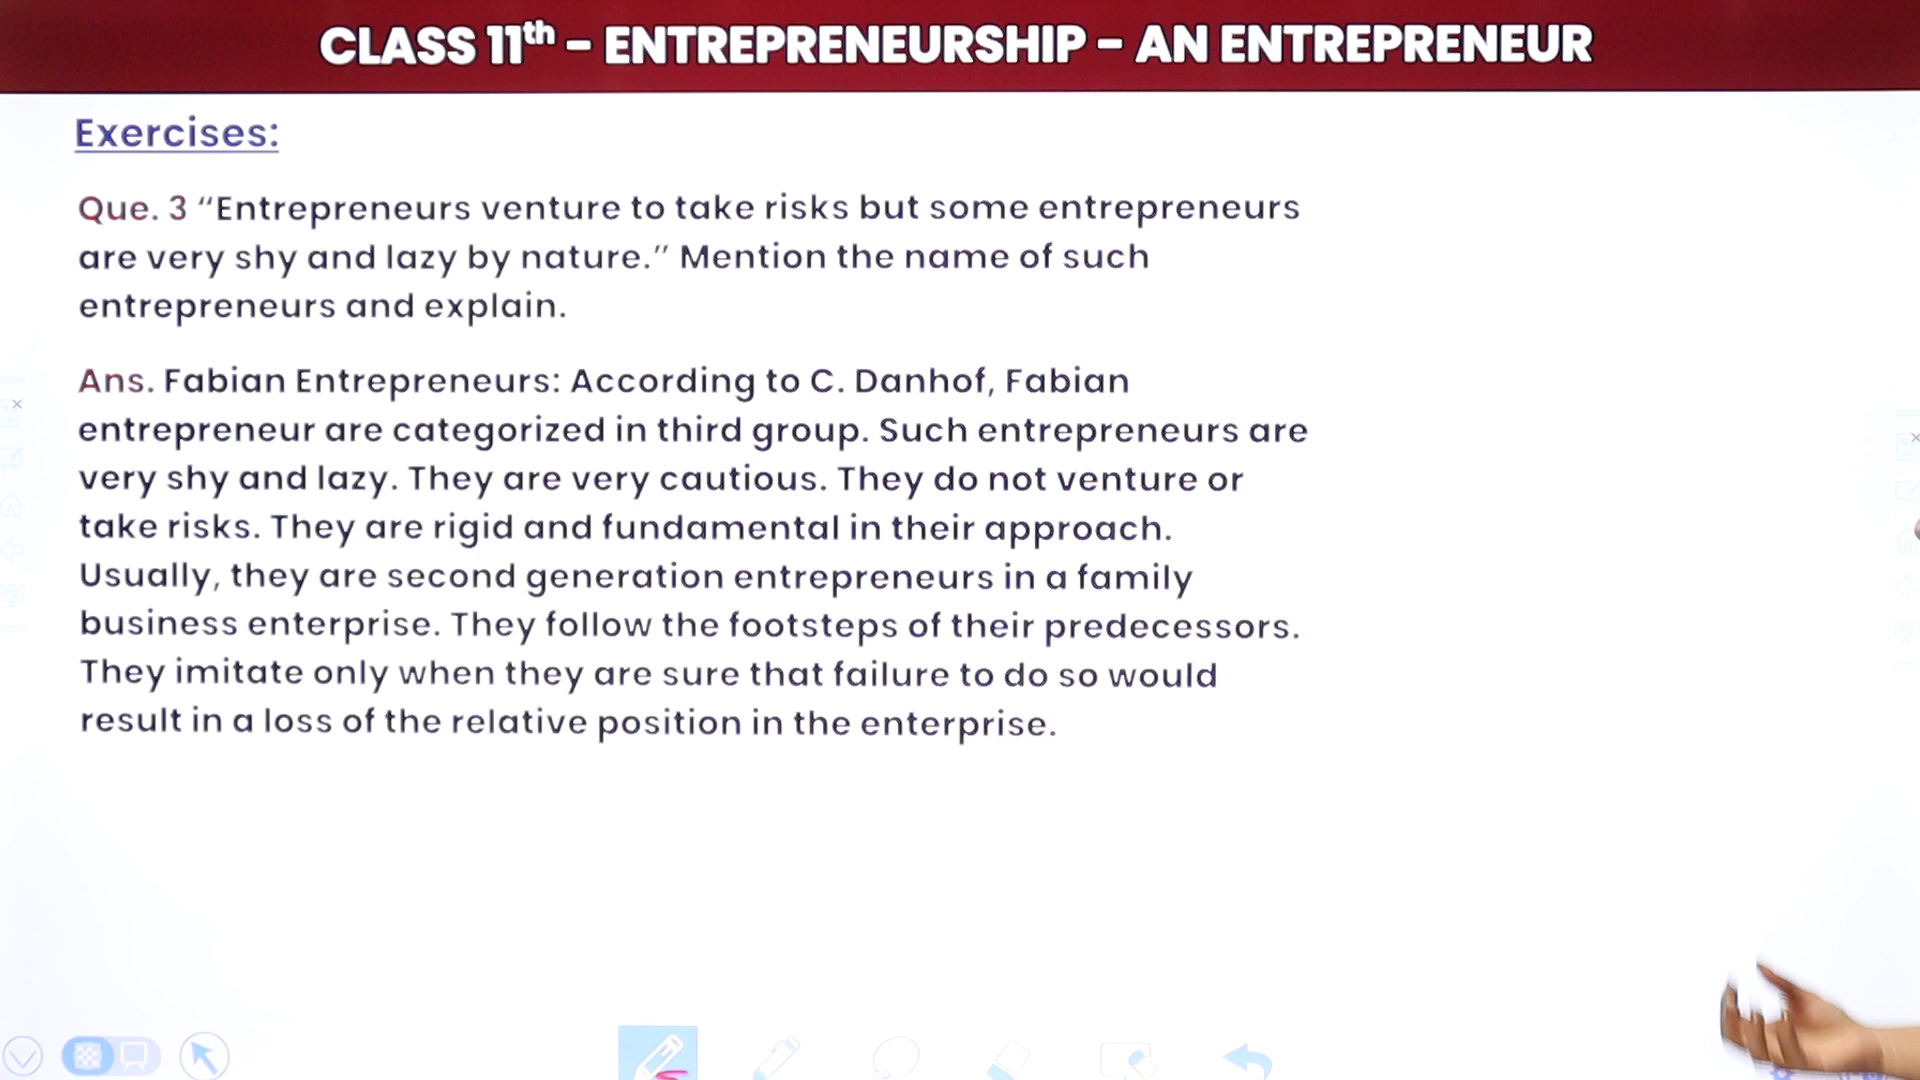 CLASS 11th – ENTREPRENEURSHIP – AN ENTREPRENEUR
Exercises:
Que. 3 “Entrepreneurs venture to take risks but some entrepreneurs
are very shy and lazy by nature.” Mention the name of such
entrepreneurs and explain.
Ans. Fabian Entrepreneurs: According to C. Danhof, Fabian
entrepreneur are categorized in third group. Such entrepreneurs are
very shy and lazy. They are very cautious. They do not venture or
take risks. They are rigid and fundamental in their approach.
Usually, they are second generation entrepreneurs in a family
business enterprise. They follow the footsteps of their predecessors.
They imitate only when they are sure that failure to do so would
result in a loss of the relative position in the enterprise.